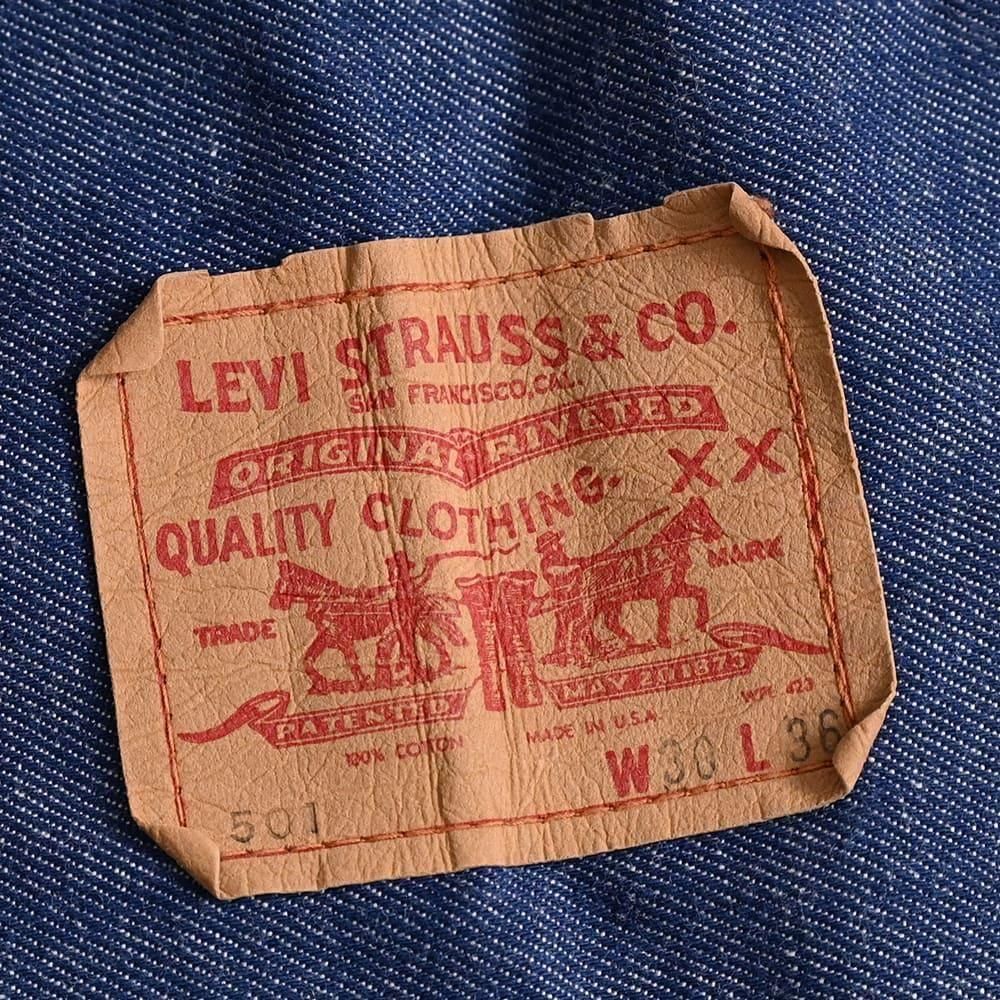 LEVI STRAUSS & CO.
SAN FRANCISCO, CAL.
ORIGINAL RIVETED
QUALITY CLOTHING. XX
TRADE MARK
PATENTED MAY 20 1873
WPL 423
100% COTTON MADE IN U.S.A.
W 30 L 36
501